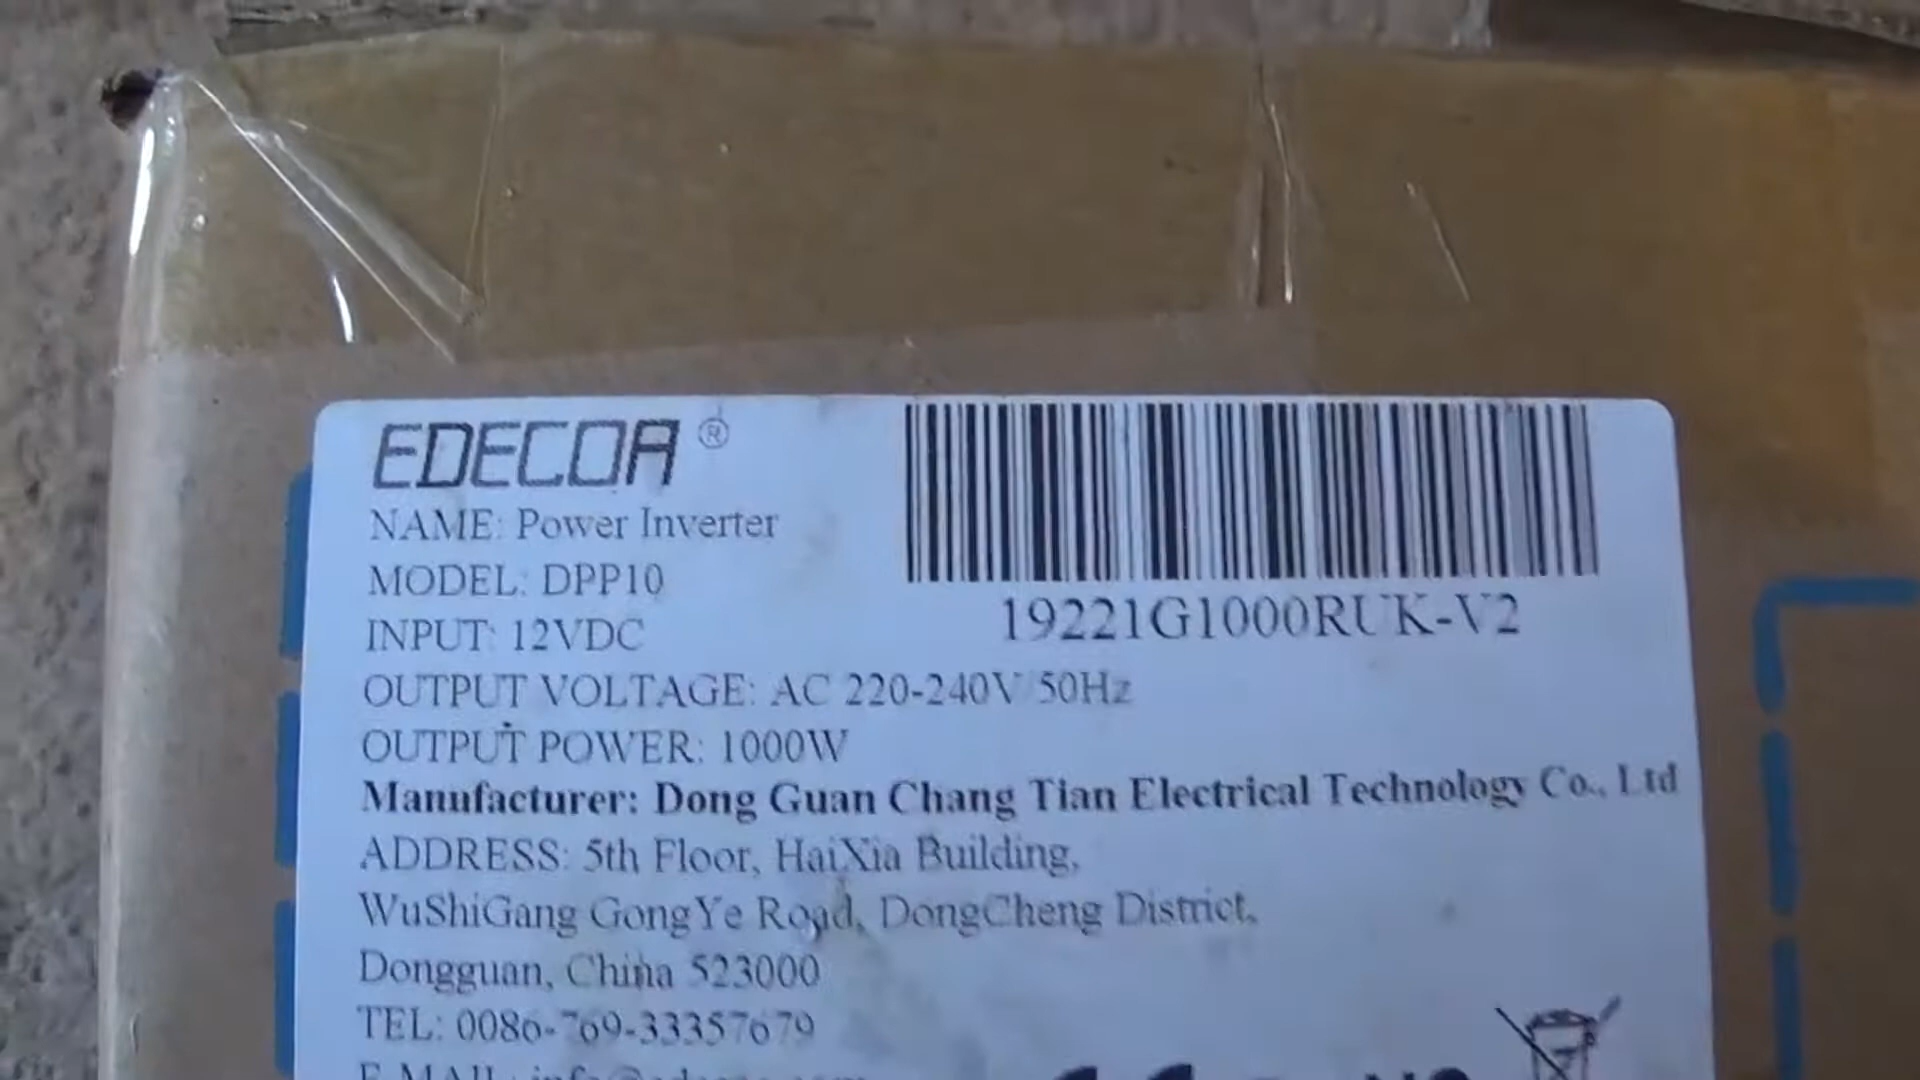 EDECOA ®
NAME: Power Inverter
MODEL: DPP10
INPUT: 12VDC
19221G1000RUK-V2
OUTPUT VOLTAGE: AC 220-240V/50Hz
OUTPUT POWER: 1000W
Manufacturer: Dong Guan Chang Tian Electrical Technology Co., Ltd
ADDRESS: 5th Floor, HaiXia Building,
WuShiGang GongYe Road, DongCheng District,
Dongguan, China 523000
TEL: 0086-769-33357679